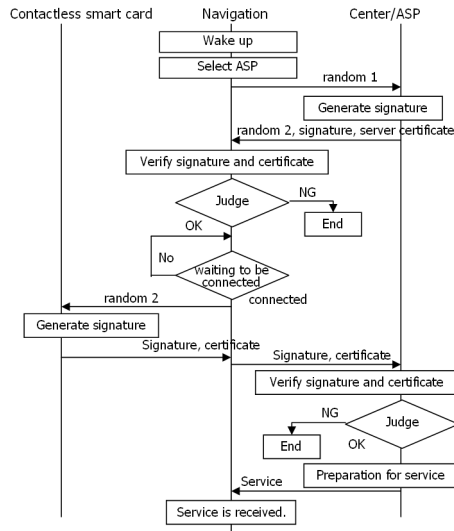 Contactless smart card
Navigation
Center/ASP
Wake up
Select ASP
random 1
Generate signature
random 2, signature, server certificate
Verify signature and certificate
Judge
NG
End
OK
No
waiting to be
connected
connected
random 2
Generate signature
Signature, certificate
Signature, certificate
Verify signature and certificate
Judge
NG
End
OK
Preparation for service
Service
Service is received.